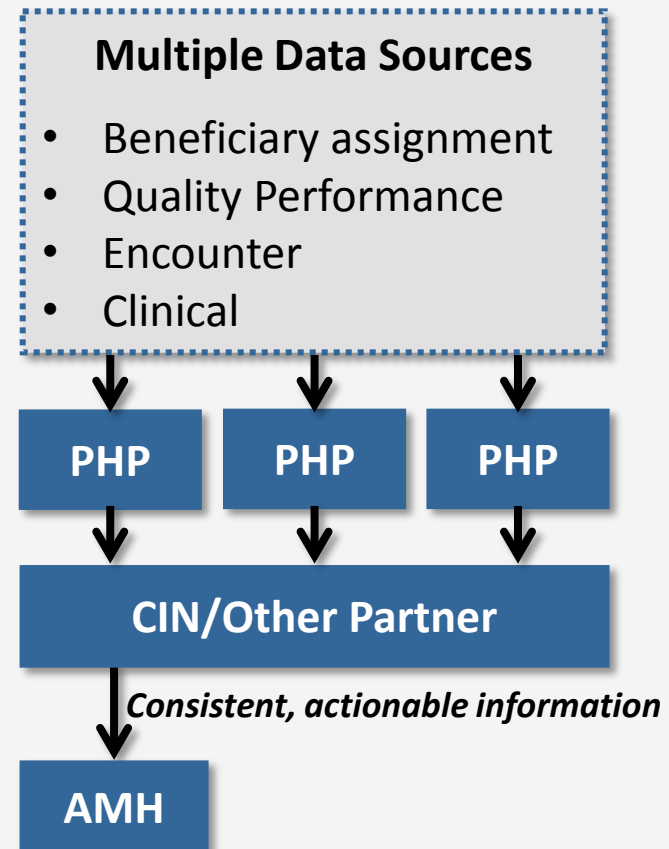 Multiple Data Sources
• Beneficiary assignment
• Quality Performance
• Encounter
• Clinical
PHP PHP PHP
CIN/Other Partner
Consistent, actionable information
AMH